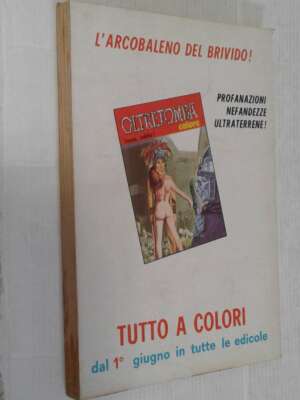 L'ARCOBALENO DEL BRIVIDO!
PROFANAZIONI
NEFANDEZZE
ULTRATERRENE!
OLTRETOMBA
colore
TUTTO A COLORI
dal 1° giugno in tutte le edicole